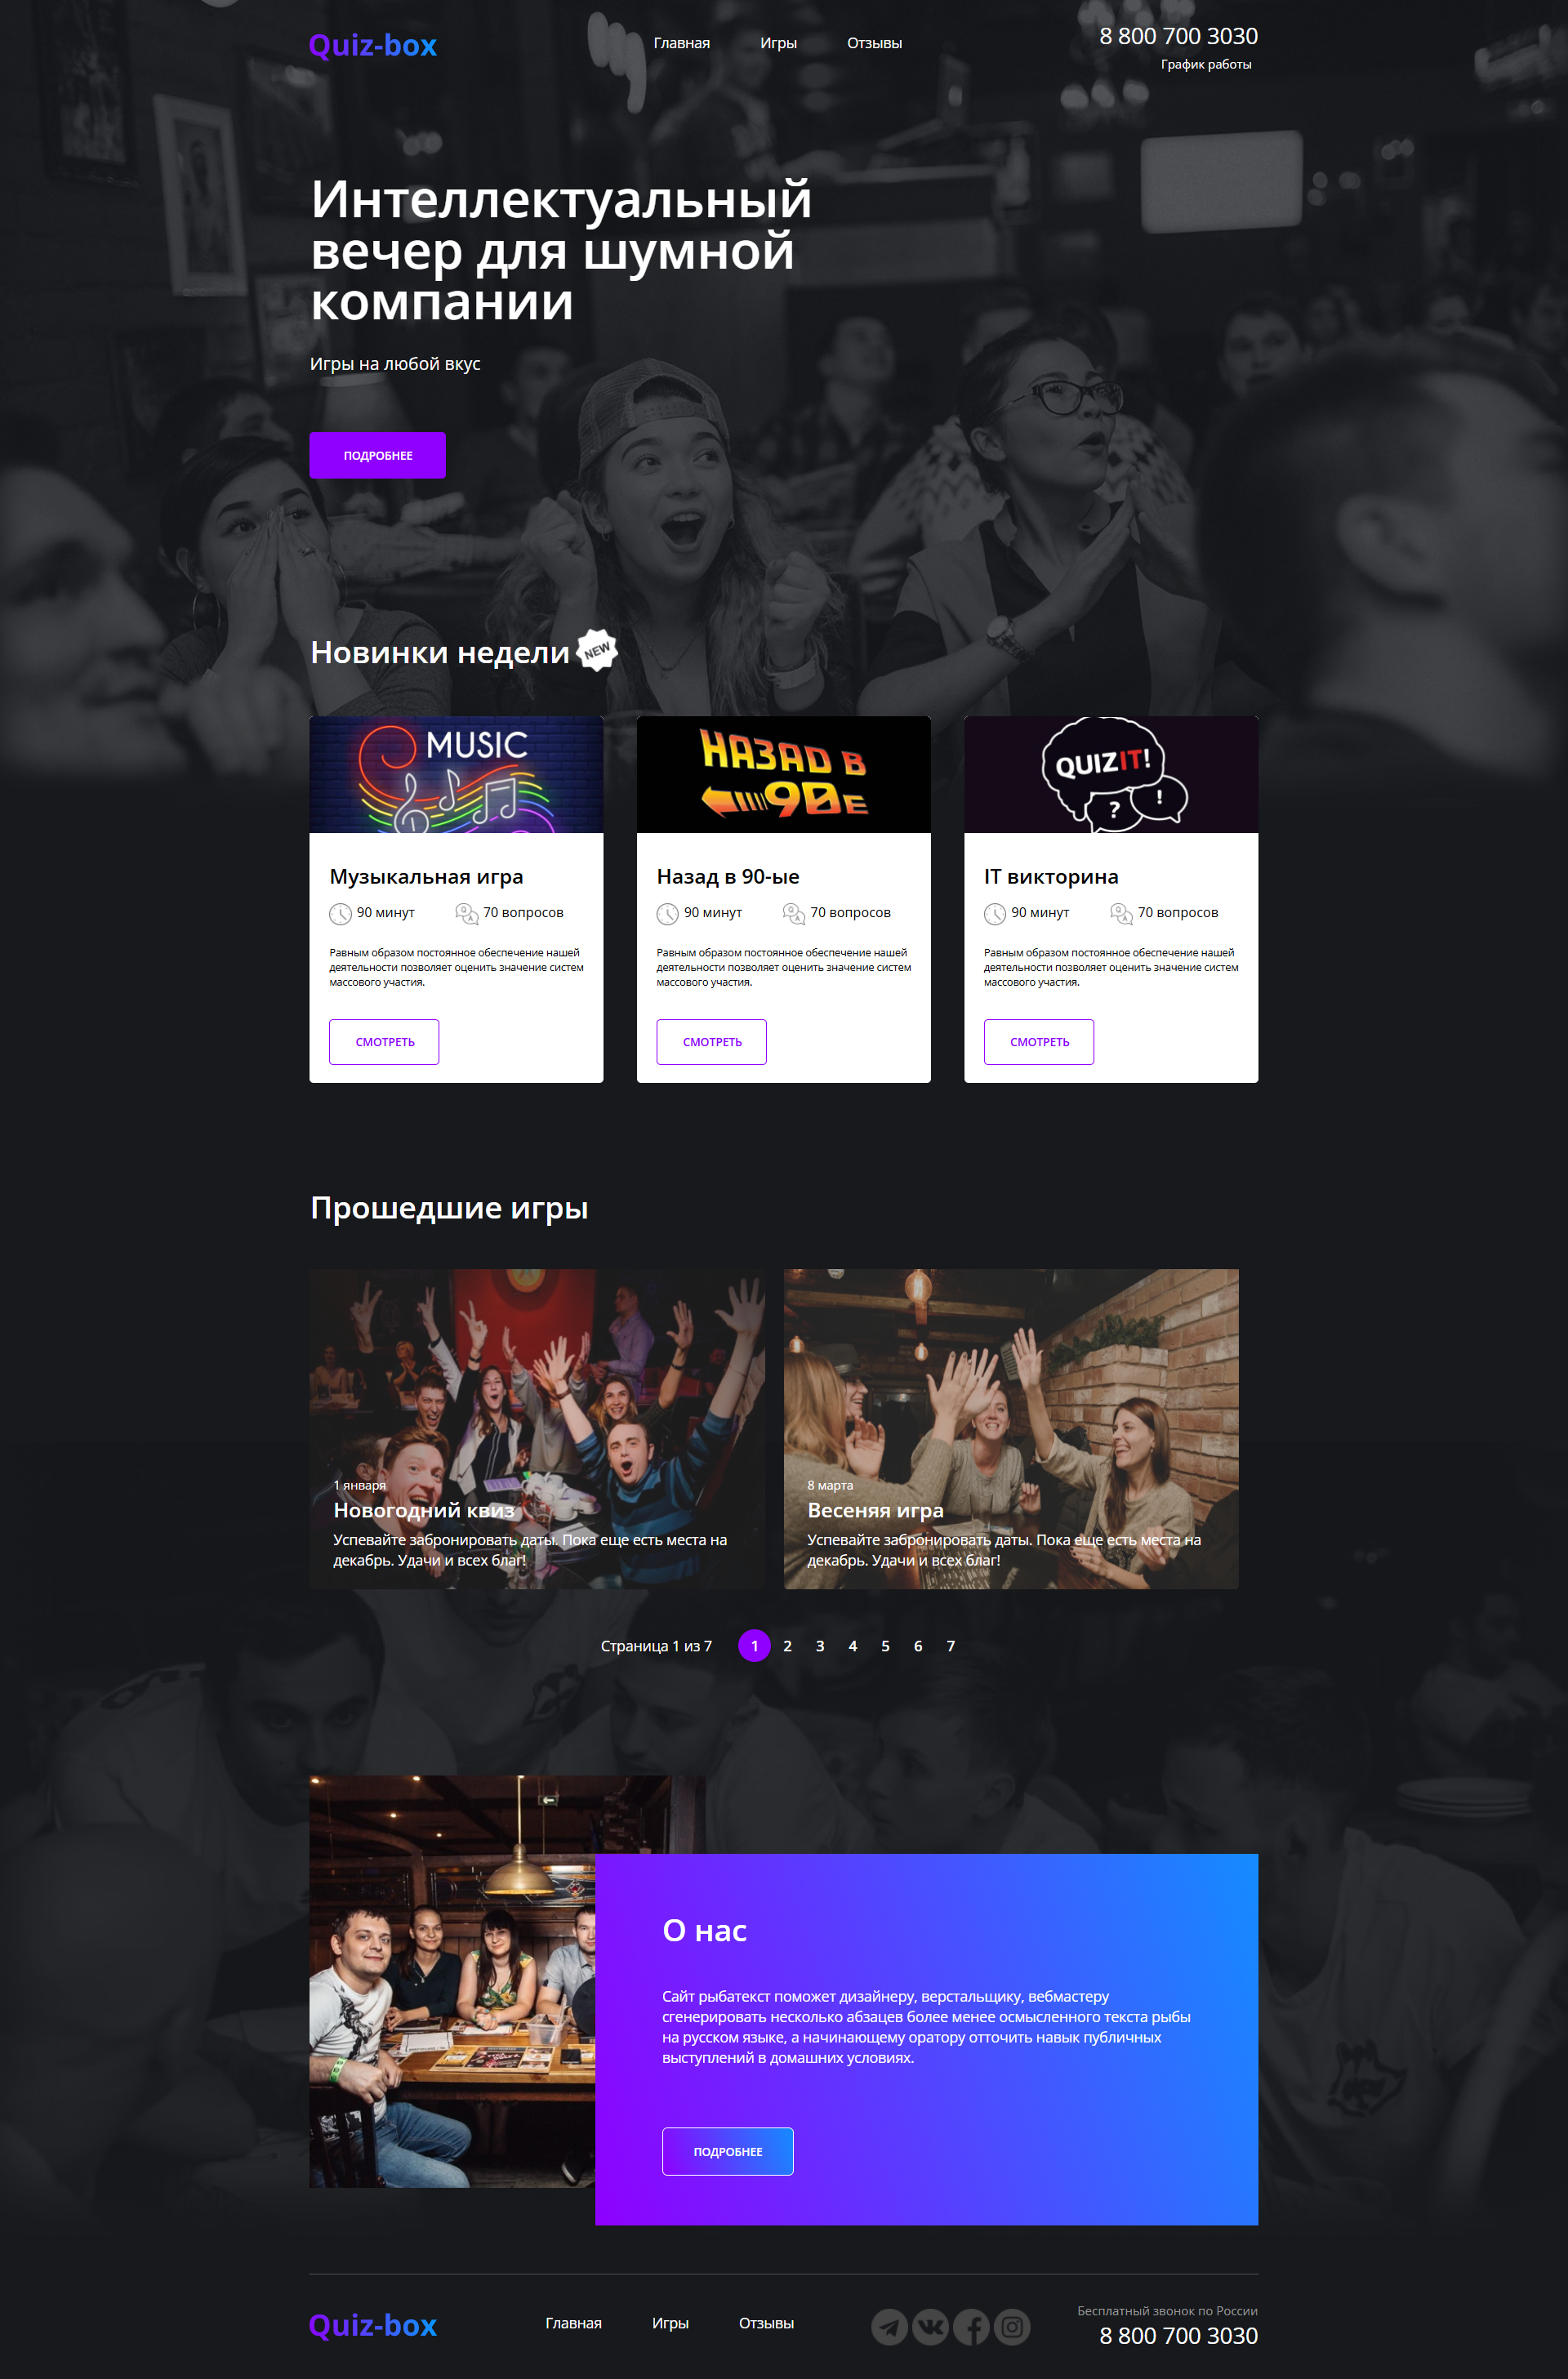 Quiz-box
Главная Игры Отзывы
8 800 700 3030
График работы
Интеллектуальный
вечер для шумной
компании
Игры на любой вкус
ПОДРОБНЕЕ
Новинки недели NEW
MUSIC
Музыкальная игра
90 минут 70 вопросов
Равным образом постоянное обеспечение нашей
деятельности позволяет оценить значение систем
массового участия.
СМОТРЕТЬ
НАЗАД В
90Е
Назад в 90-ые
90 минут 70 вопросов
Равным образом постоянное обеспечение нашей
деятельности позволяет оценить значение систем
массового участия.
СМОТРЕТЬ
QUIZIT!
? !
IT викторина
90 минут 70 вопросов
Равным образом постоянное обеспечение нашей
деятельности позволяет оценить значение систем
массового участия.
СМОТРЕТЬ
Прошедшие игры
1 января
Новогодний квиз
Успевайте забронировать даты. Пока еще есть места на
декабрь. Удачи и всех благ!
8 марта
Весеняя игра
Успевайте забронировать даты. Пока еще есть места на
декабрь. Удачи и всех благ!
Страница 1 из 7 1 2 3 4 5 6 7
О нас
Сайт рыбатекст поможет дизайнеру, верстальщику, вебмастеру
сгенерировать несколько абзацев более менее осмысленного текста рыбы
на русском языке, а начинающему оратору отточить навык публичных
выступлений в домашних условиях.
ПОДРОБНЕЕ
Quiz-box
Главная Игры Отзывы
Бесплатный звонок по России
8 800 700 3030